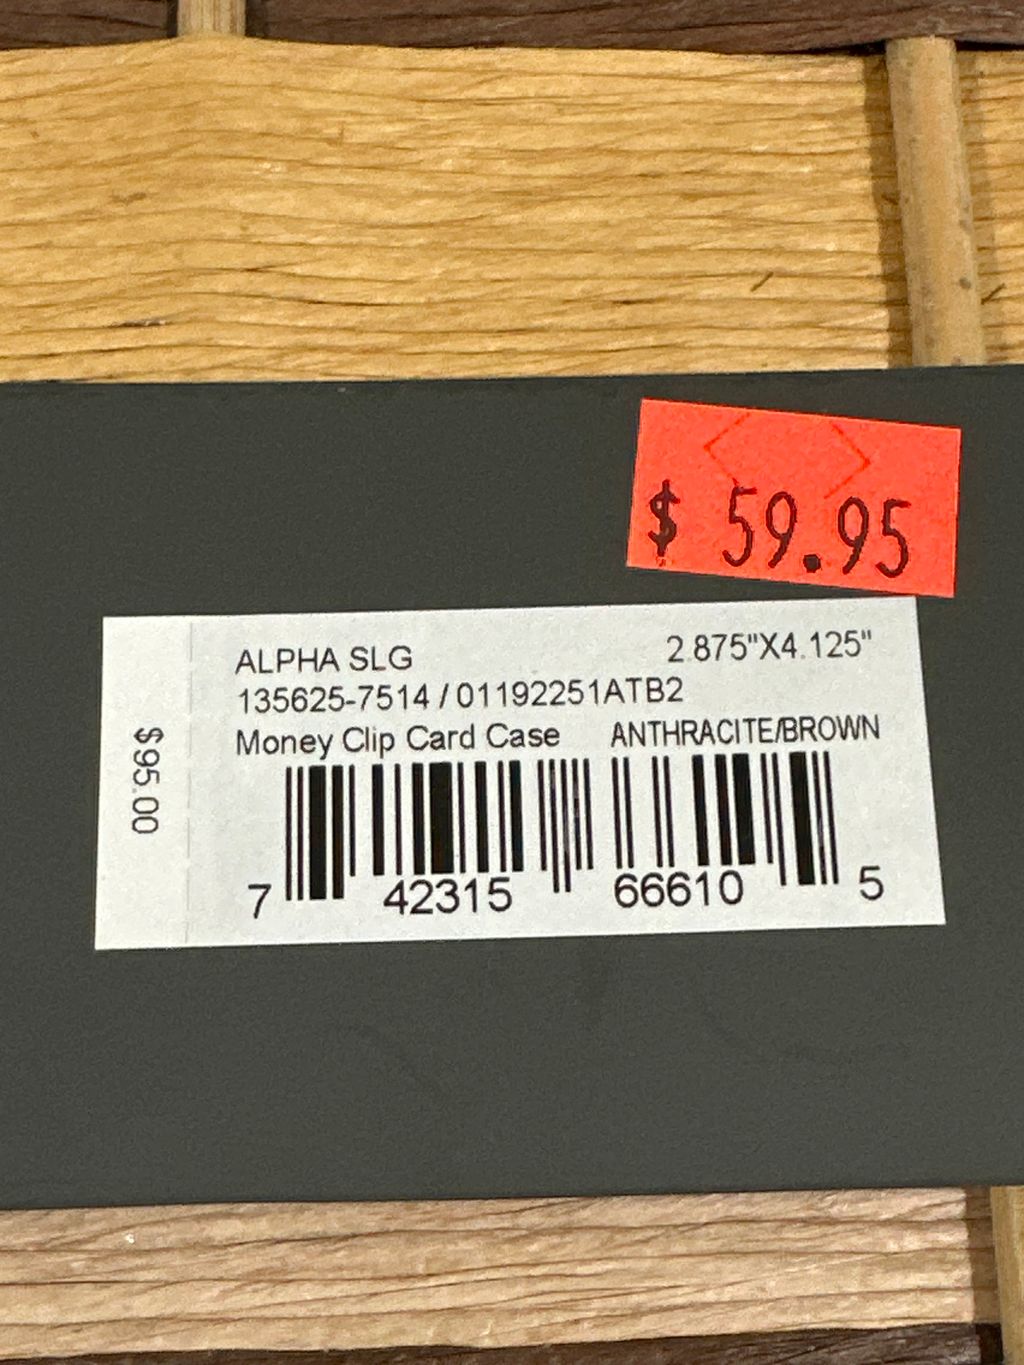 $ 59.95
ALPHA SLG 2.875"X4.125"
135625-7514 / 01192251ATB2
Money Clip Card Case ANTHRACITE/BROWN
$95.00
7 42315 66610 5